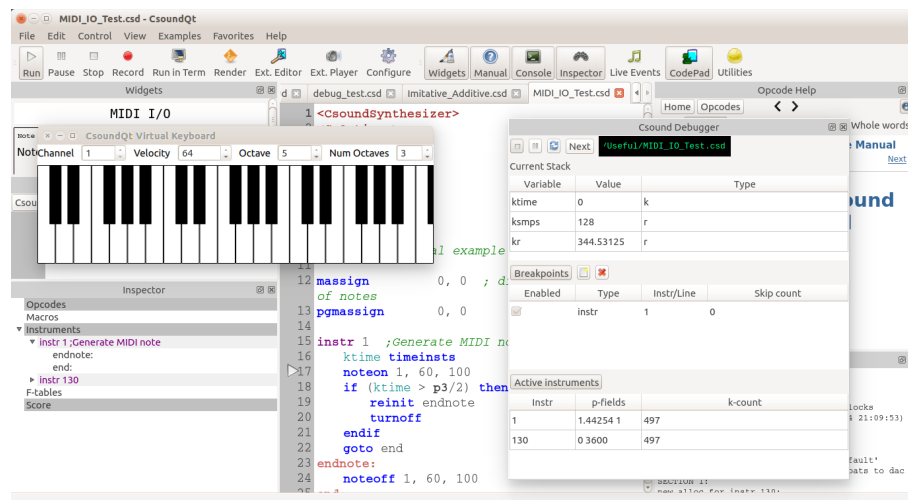 MIDI_IO_Test.csd - CsoundQt
File Edit Control View Examples Favorites Help
Run Pause Stop Record Run in Term Render Ext. Editor Ext. Player Configure Widgets Manual Console Inspector Live Events CodePad Utilities
Widgets
MIDI I/O
Note
Not
Csou
CsoundQt Virtual Keyboard
Channel 1 Velocity 64 Octave 5 Num Octaves 3
Inspector
Opcodes
Macros
Instruments
instr 1 ;Generate MIDI note
endnote:
end:
instr 130
F-tables
Score
d debug_test.csd Imitative_Additive.csd MIDI_IO_Test.csd
1 <CsoundSynthesizer>
al example
11
12 massign 0, 0 ; di
of notes
13 pgmassign 0, 0
14
15 instr 1 ;Generate MIDI no
16 ktime timeinsts
17 noteon 1, 60, 100
18 if (ktime > p3/2) then
19 reinit endnote
20 turnoff
21 endif
22 goto end
23 endnote:
24 noteoff 1, 60, 100
Opcode Help
Home Opcodes
Whole words
Manual
Next
ound
Csound Debugger
Next /Useful/MIDI_IO_Test.csd
Current Stack
Variable Value Type
ktime 0 k
ksmps 128 r
kr 344.53125 r
Breakpoints
Enabled Type Instr/Line Skip count
instr 1 0
Active instruments
Instr p-fields k-count
1 1.44254 1 497
130 0 3600 497
locks
21:09:53)
fault'
oats to dac
SECTION 1:
new alloc for instr 130: